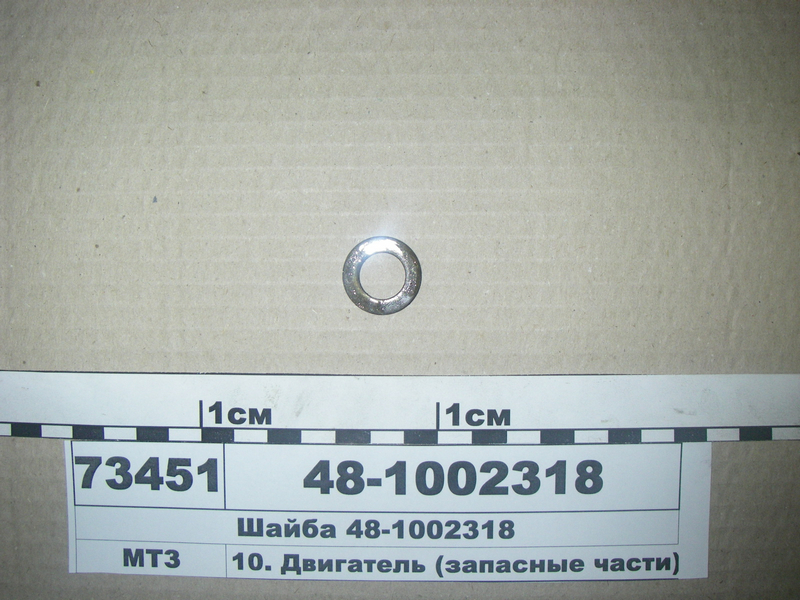 1см 1см
73451 48-1002318
Шайба 48-1002318
МТЗ 10. Двигатель (запасные части)